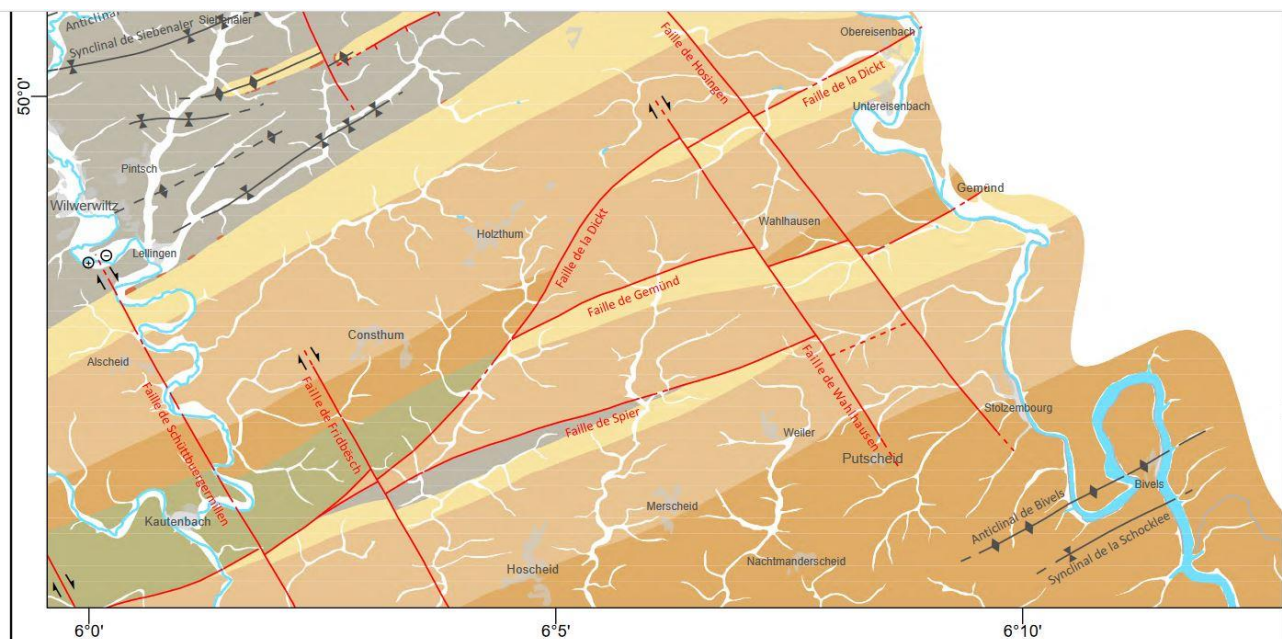 Anticlinal
Siebenaler
Synclinal de Siebenaler
Obereisenbach
Faille de Hosingen
Faille de la Dickt
50°0'
Untereisenbach
Pintsch
Gemünd
Wilwerwiltz
Wahlhausen
Holzthum
Lellingen
Faille de la Dickt
Faille de Gemünd
Consthum
Alscheid
Faille de Wahlhausen
Faille de Schüttbuergermillen
Faille de Fridbësch
Faille de Spier
Stolzembourg
Weiler
Putscheid
Bivels
Kautenbach
Merscheid
Anticlinal de Bivels
Synclinal de la Schocklee
Hoscheid
Nachtmanderscheid
6°0'
6°5'
6°10'